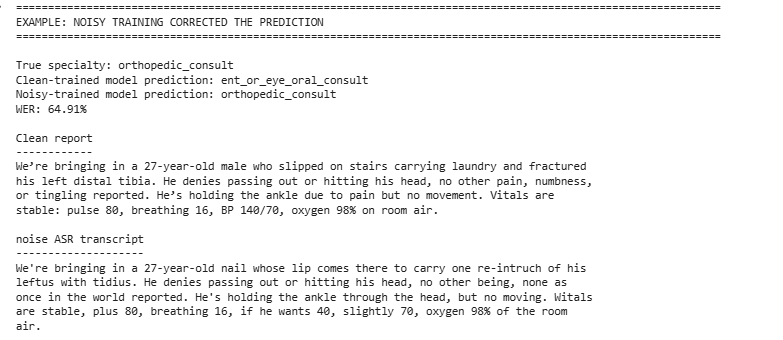 ================================================================================
EXAMPLE: NOISY TRAINING CORRECTED THE PREDICTION
================================================================================
True specialty: orthopedic_consult
Clean-trained model prediction: ent_or_eye_oral_consult
Noisy-trained model prediction: orthopedic_consult
WER: 64.91%
Clean report
------------
We’re bringing in a 27-year-old male who slipped on stairs carrying laundry and fractured
his left distal tibia. He denies passing out or hitting his head, no other pain, numbness,
or tingling reported. He’s holding the ankle due to pain but no movement. Vitals are
stable: pulse 80, breathing 16, BP 140/70, oxygen 98% on room air.
noise ASR transcript
--------------------
We're bringing in a 27-year-old nail whose lip comes there to carry one re-intruch of his
leftus with tidius. He denies passing out or hitting his head, no other being, none as
once in the world reported. He's holding the ankle through the head, but no moving. Witals
are stable, plus 80, breathing 16, if he wants 40, slightly 70, oxygen 98% of the room
air.